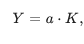 Y = a · K,